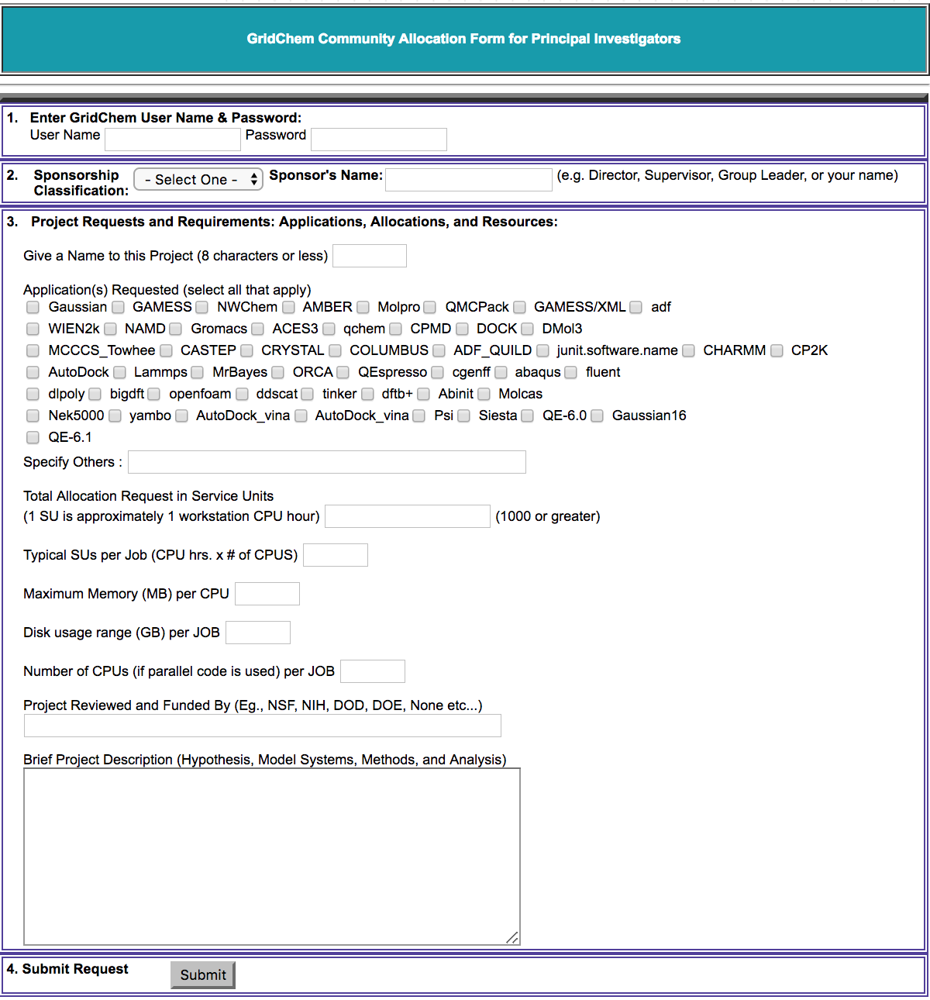 GridChem Community Allocation Form for Principal Investigators
1. Enter GridChem User Name & Password:
User Name Password
2. Sponsorship Classification: - Select One - Sponsor's Name: (e.g. Director, Supervisor, Group Leader, or your name)
3. Project Requests and Requirements: Applications, Allocations, and Resources:
Give a Name to this Project (8 characters or less)
Application(s) Requested (select all that apply)
Gaussian GAMESS NWChem AMBER Molpro QMCPack GAMESS/XML adf
WIEN2k NAMD Gromacs ACES3 qchem CPMD DOCK DMol3
MCCCS_Towhee CASTEP CRYSTAL COLUMBUS ADF_QUILD junit.software.name CHARMM CP2K
AutoDock Lammps MrBayes ORCA QEspresso cgenff abaqus fluent
dlpoly bigdft openfoam ddscat tinker dftb+ Abinit Molcas
Nek5000 yambo AutoDock_vina AutoDock_vina Psi Siesta QE-6.0 Gaussian16
QE-6.1
Specify Others :
Total Allocation Request in Service Units
(1 SU is approximately 1 workstation CPU hour) (1000 or greater)
Typical SUs per Job (CPU hrs. x # of CPUS)
Maximum Memory (MB) per CPU
Disk usage range (GB) per JOB
Number of CPUs (if parallel code is used) per JOB
Project Reviewed and Funded By (Eg., NSF, NIH, DOD, DOE, None etc...)
Brief Project Description (Hypothesis, Model Systems, Methods, and Analysis)
4. Submit Request Submit